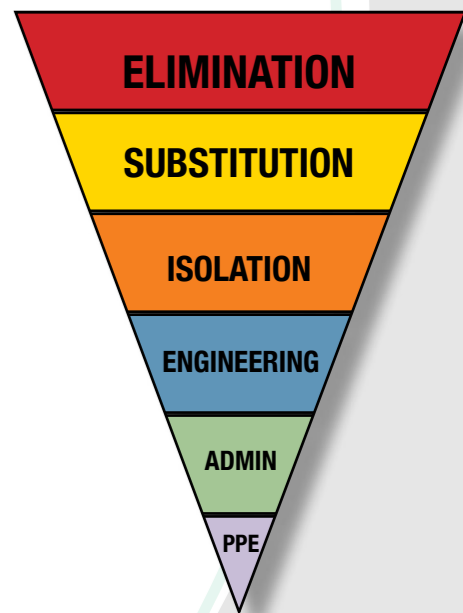 ELIMINATION
SUBSTITUTION
ISOLATION
ENGINEERING
ADMIN
PPE